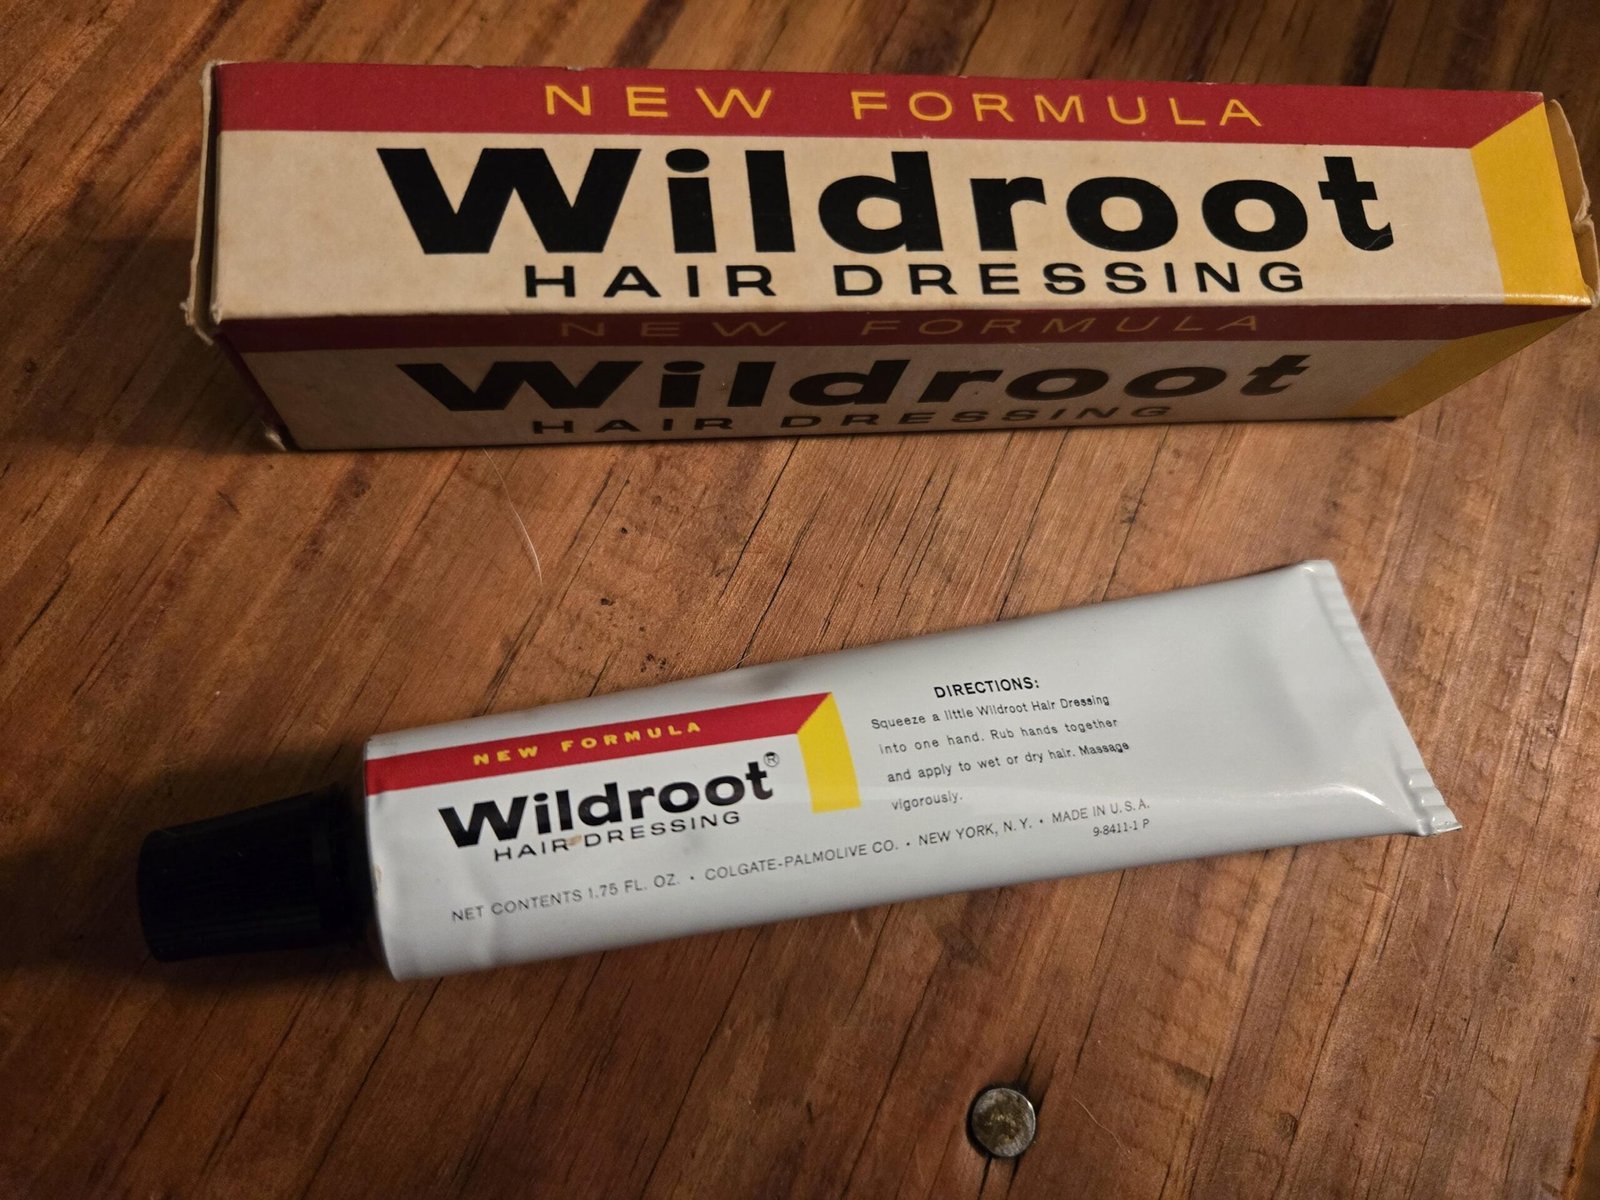 NEW FORMULA
Wildroot
HAIR DRESSING
NEW FORMULA
Wildroot
HAIR DRESSING
NEW FORMULA
Wildroot®
HAIR DRESSING
DIRECTIONS:
Squeeze a little Wildroot Hair Dressing
into one hand. Rub hands together
and apply to wet or dry hair. Massage
vigorously.
NET CONTENTS 1.75 FL. OZ. • COLGATE-PALMOLIVE CO. • NEW YORK, N.Y. • MADE IN U.S.A.
9-8411-1 P